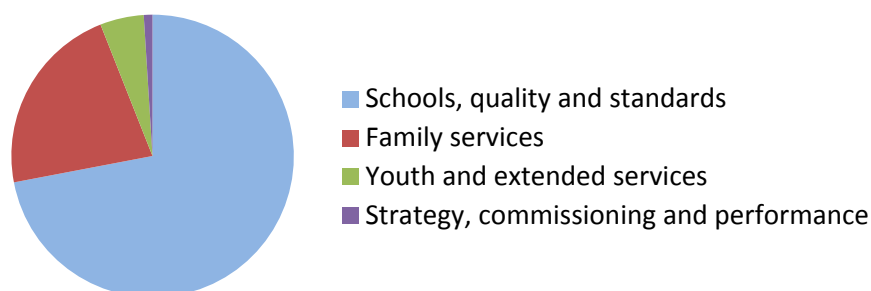 Schools, quality and standards
Family services
Youth and extended services
Strategy, commissioning and performance